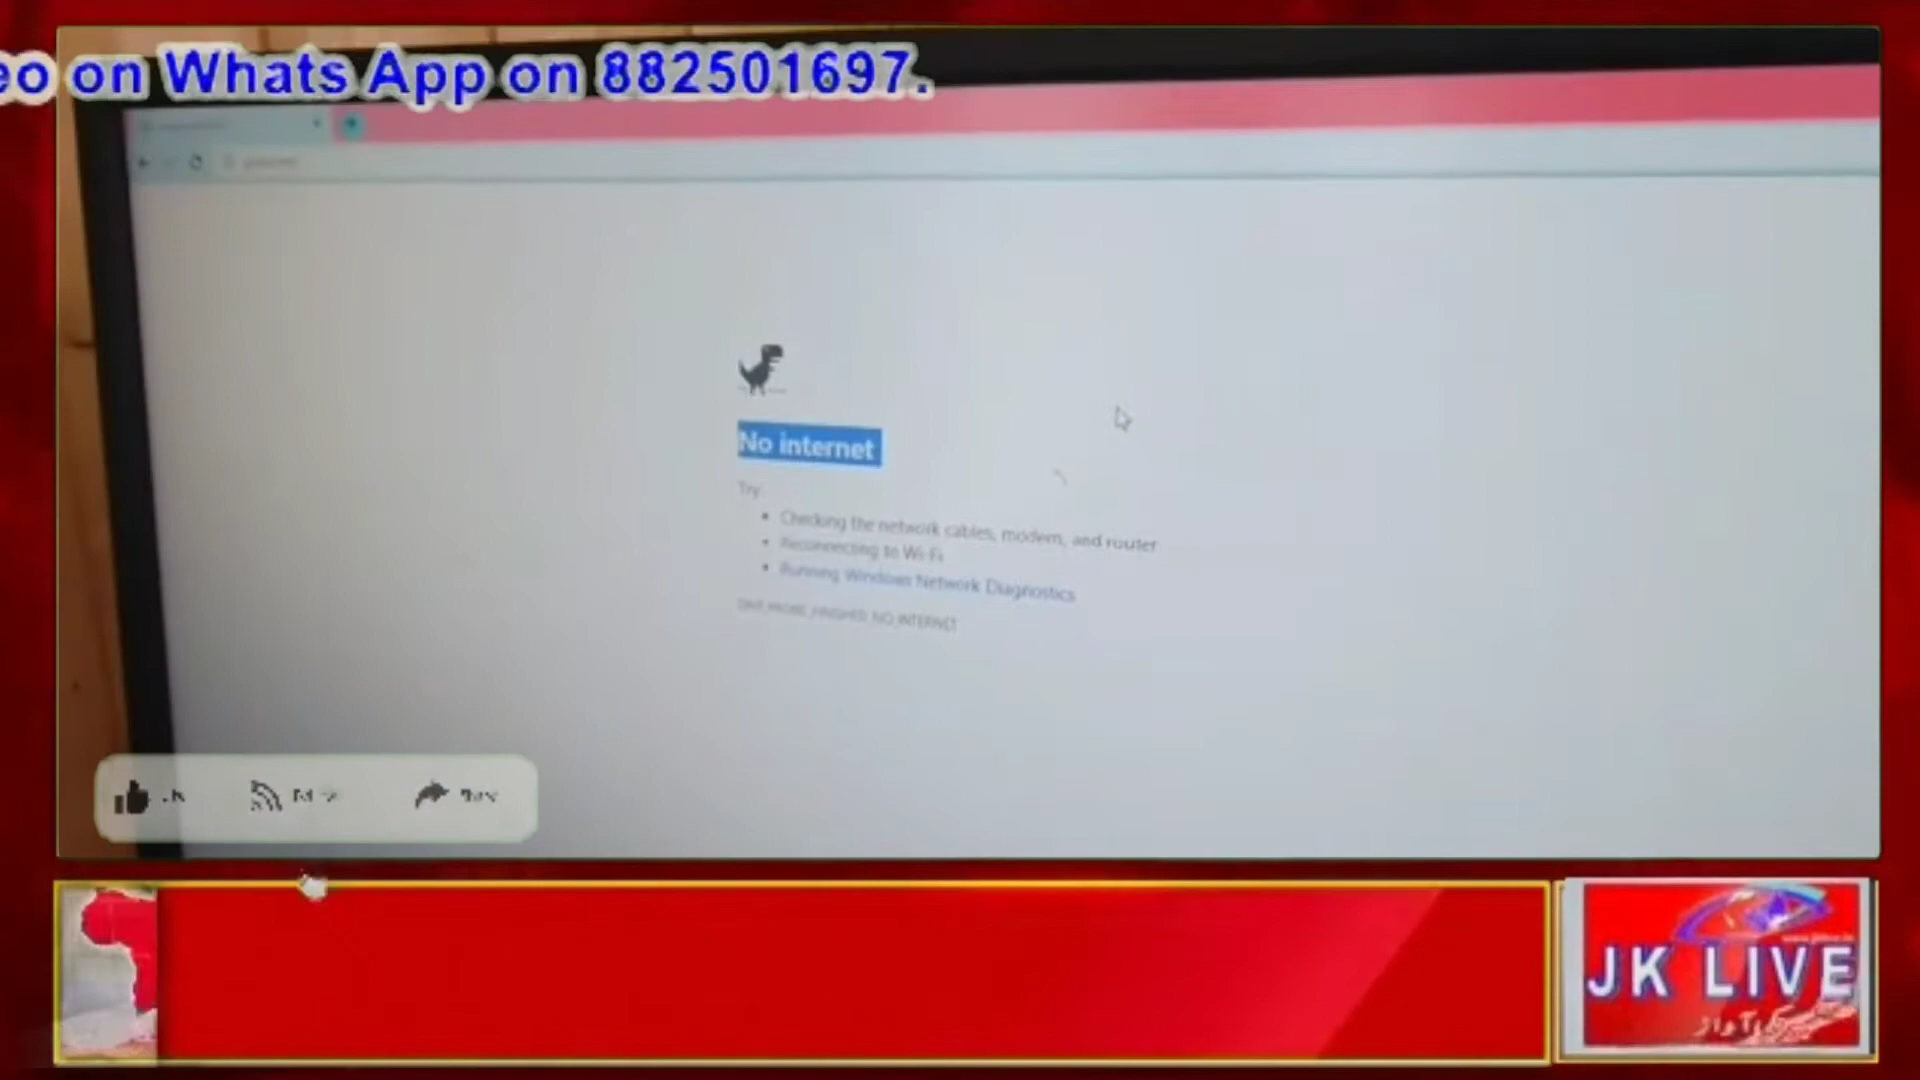 eo on Whats App on 882501697.
No internet
Try:
• Checking the network cables, modem, and router
• Reconnecting to Wi-Fi
• Running Windows Network Diagnostics
DNS_PROBE_FINISHED_NO_INTERNET
JK LIVE